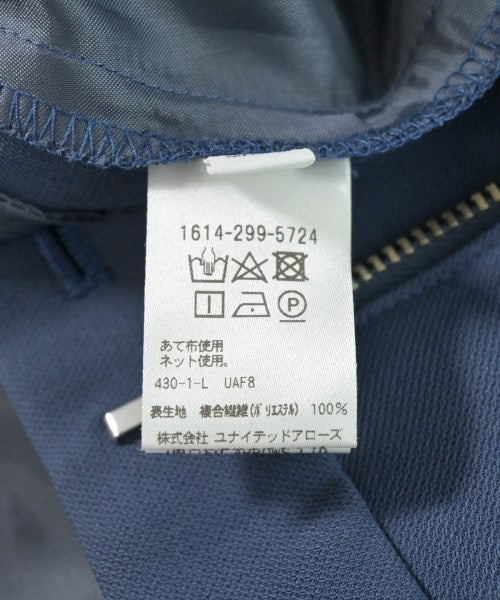 1614-299-5724
P
あて布使用
ネット使用。
430-1-L UAF8
表生地 複合繊維(ポリエステル) 100%
株式会社 ユナイテッドアローズ